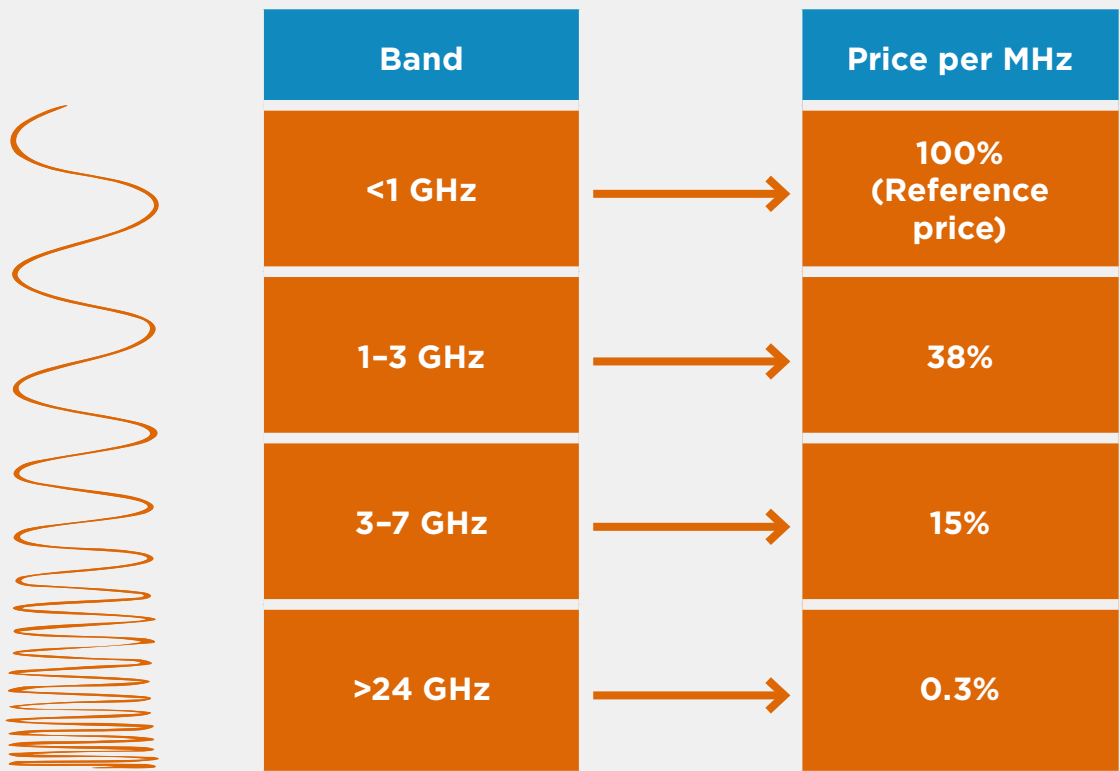 Band
Price per MHz
<1 GHz
100%
(Reference
price)
1–3 GHz
38%
3–7 GHz
15%
>24 GHz
0.3%